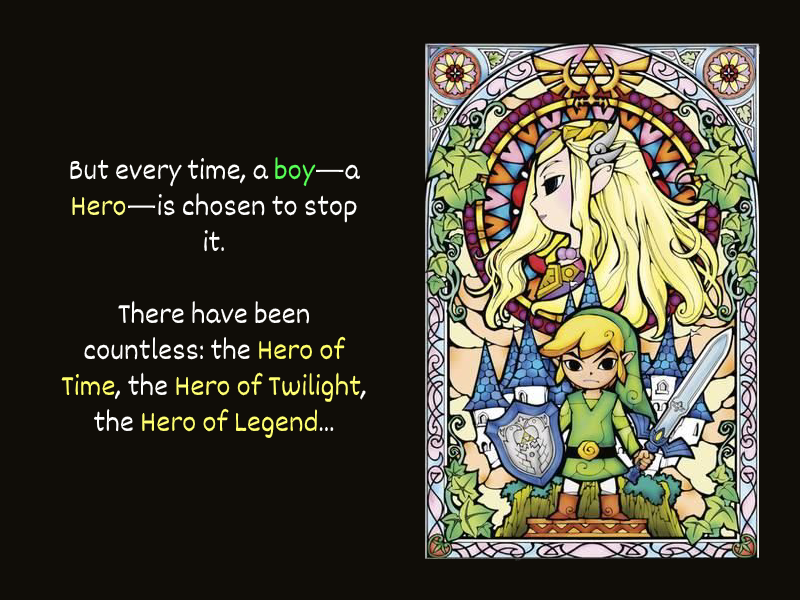 But every time, a boy—a
Hero—is chosen to stop
it.
There have been
countless: the Hero of
Time, the Hero of Twilight,
the Hero of Legend...